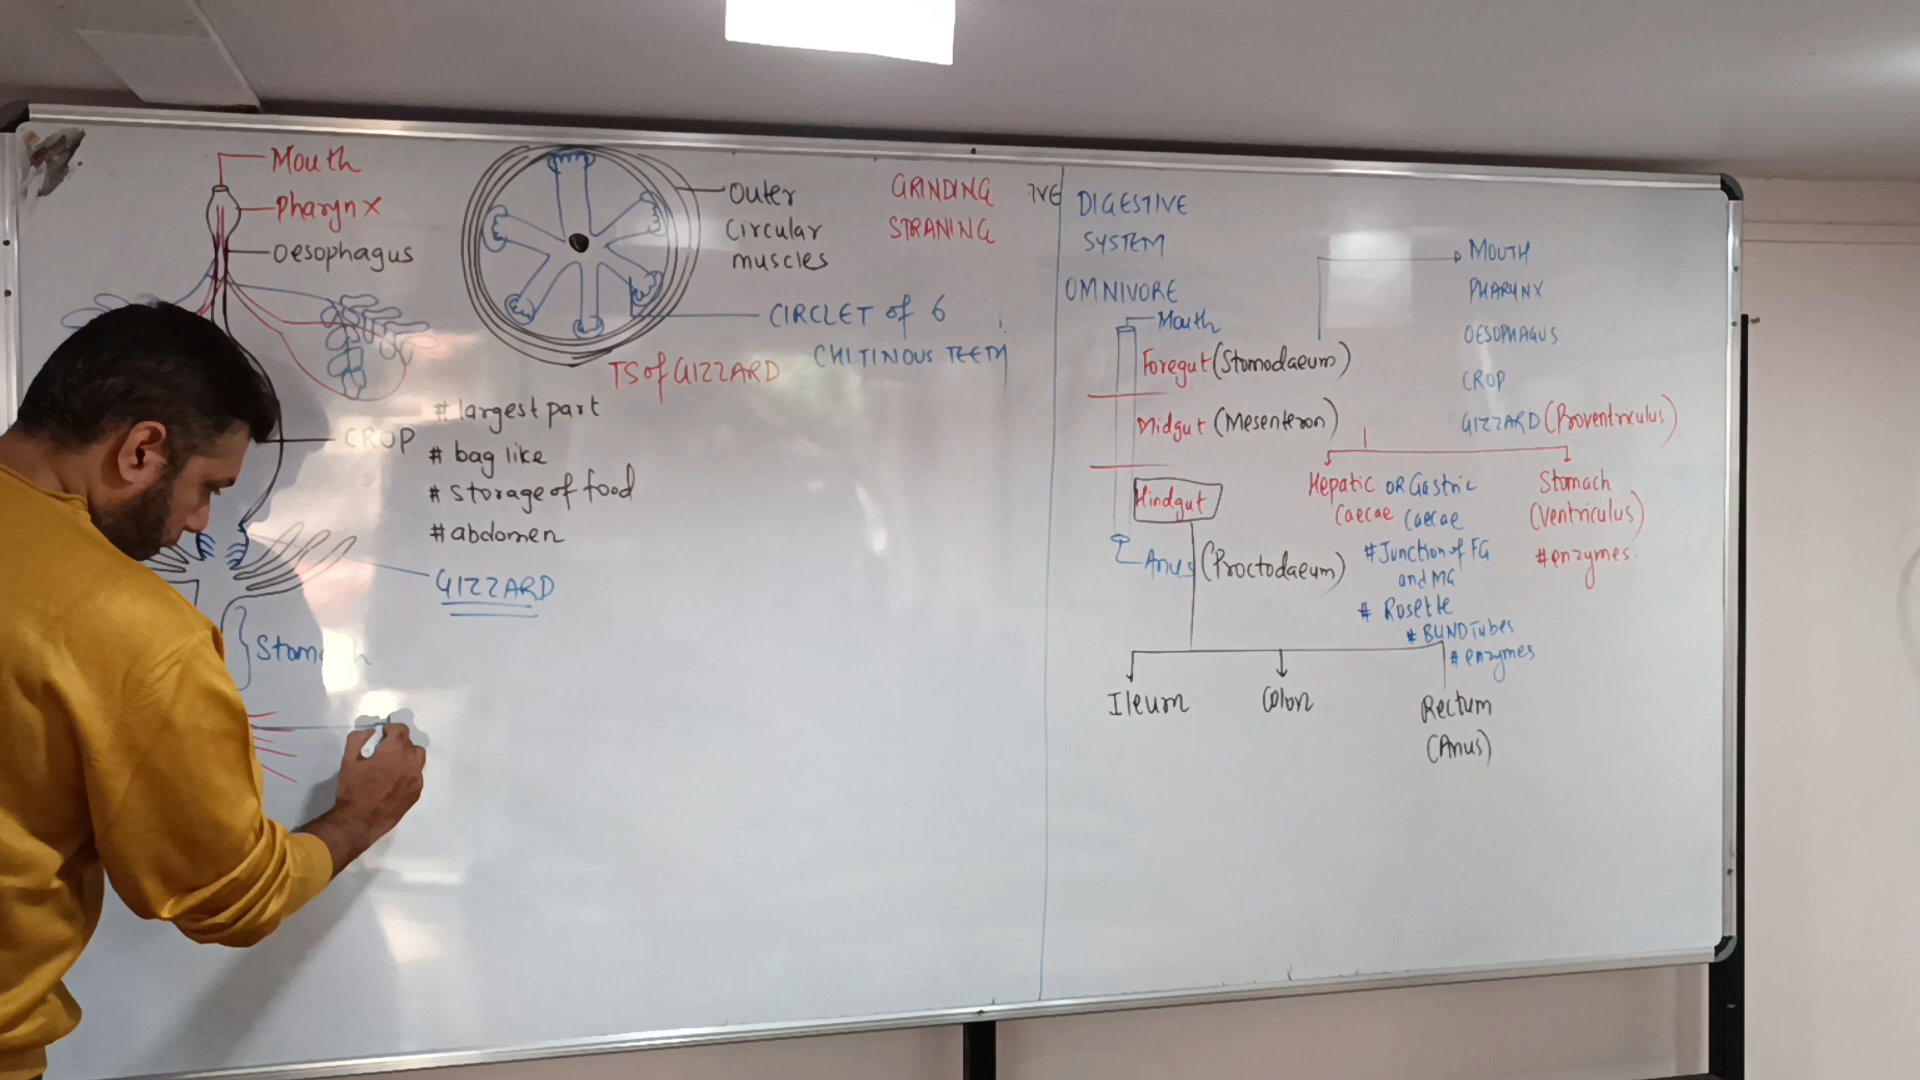 Mouth
Pharynx
Oesophagus
Outer
Circular
muscles
GRINDING
STRANING
CIRCLET of 6
CHITINOUS TEETH
TS of GIZZARD
CROP
# largest part
# bag like
# storage of food
# abdomen
GIZZARD
IVE
DIGESTIVE
SYSTEM
OMNIVORE
Mouth
Foregut (Stomodaeum)
Midgut (Mesenteron)
Hindgut
Anus (Proctodaeum)
MOUTH
PHARYNX
OESOPHAGUS
CROP
GIZZARD (Proventriculus)
Hepatic OR Gastric
Caecae Caecae
# Junction of FG
and MG
# Rosette
# BLIND Tubes
# enzymes
Stomach
(Ventriculus)
# enzymes.
Ileum
Colon
Rectum
(Anus)